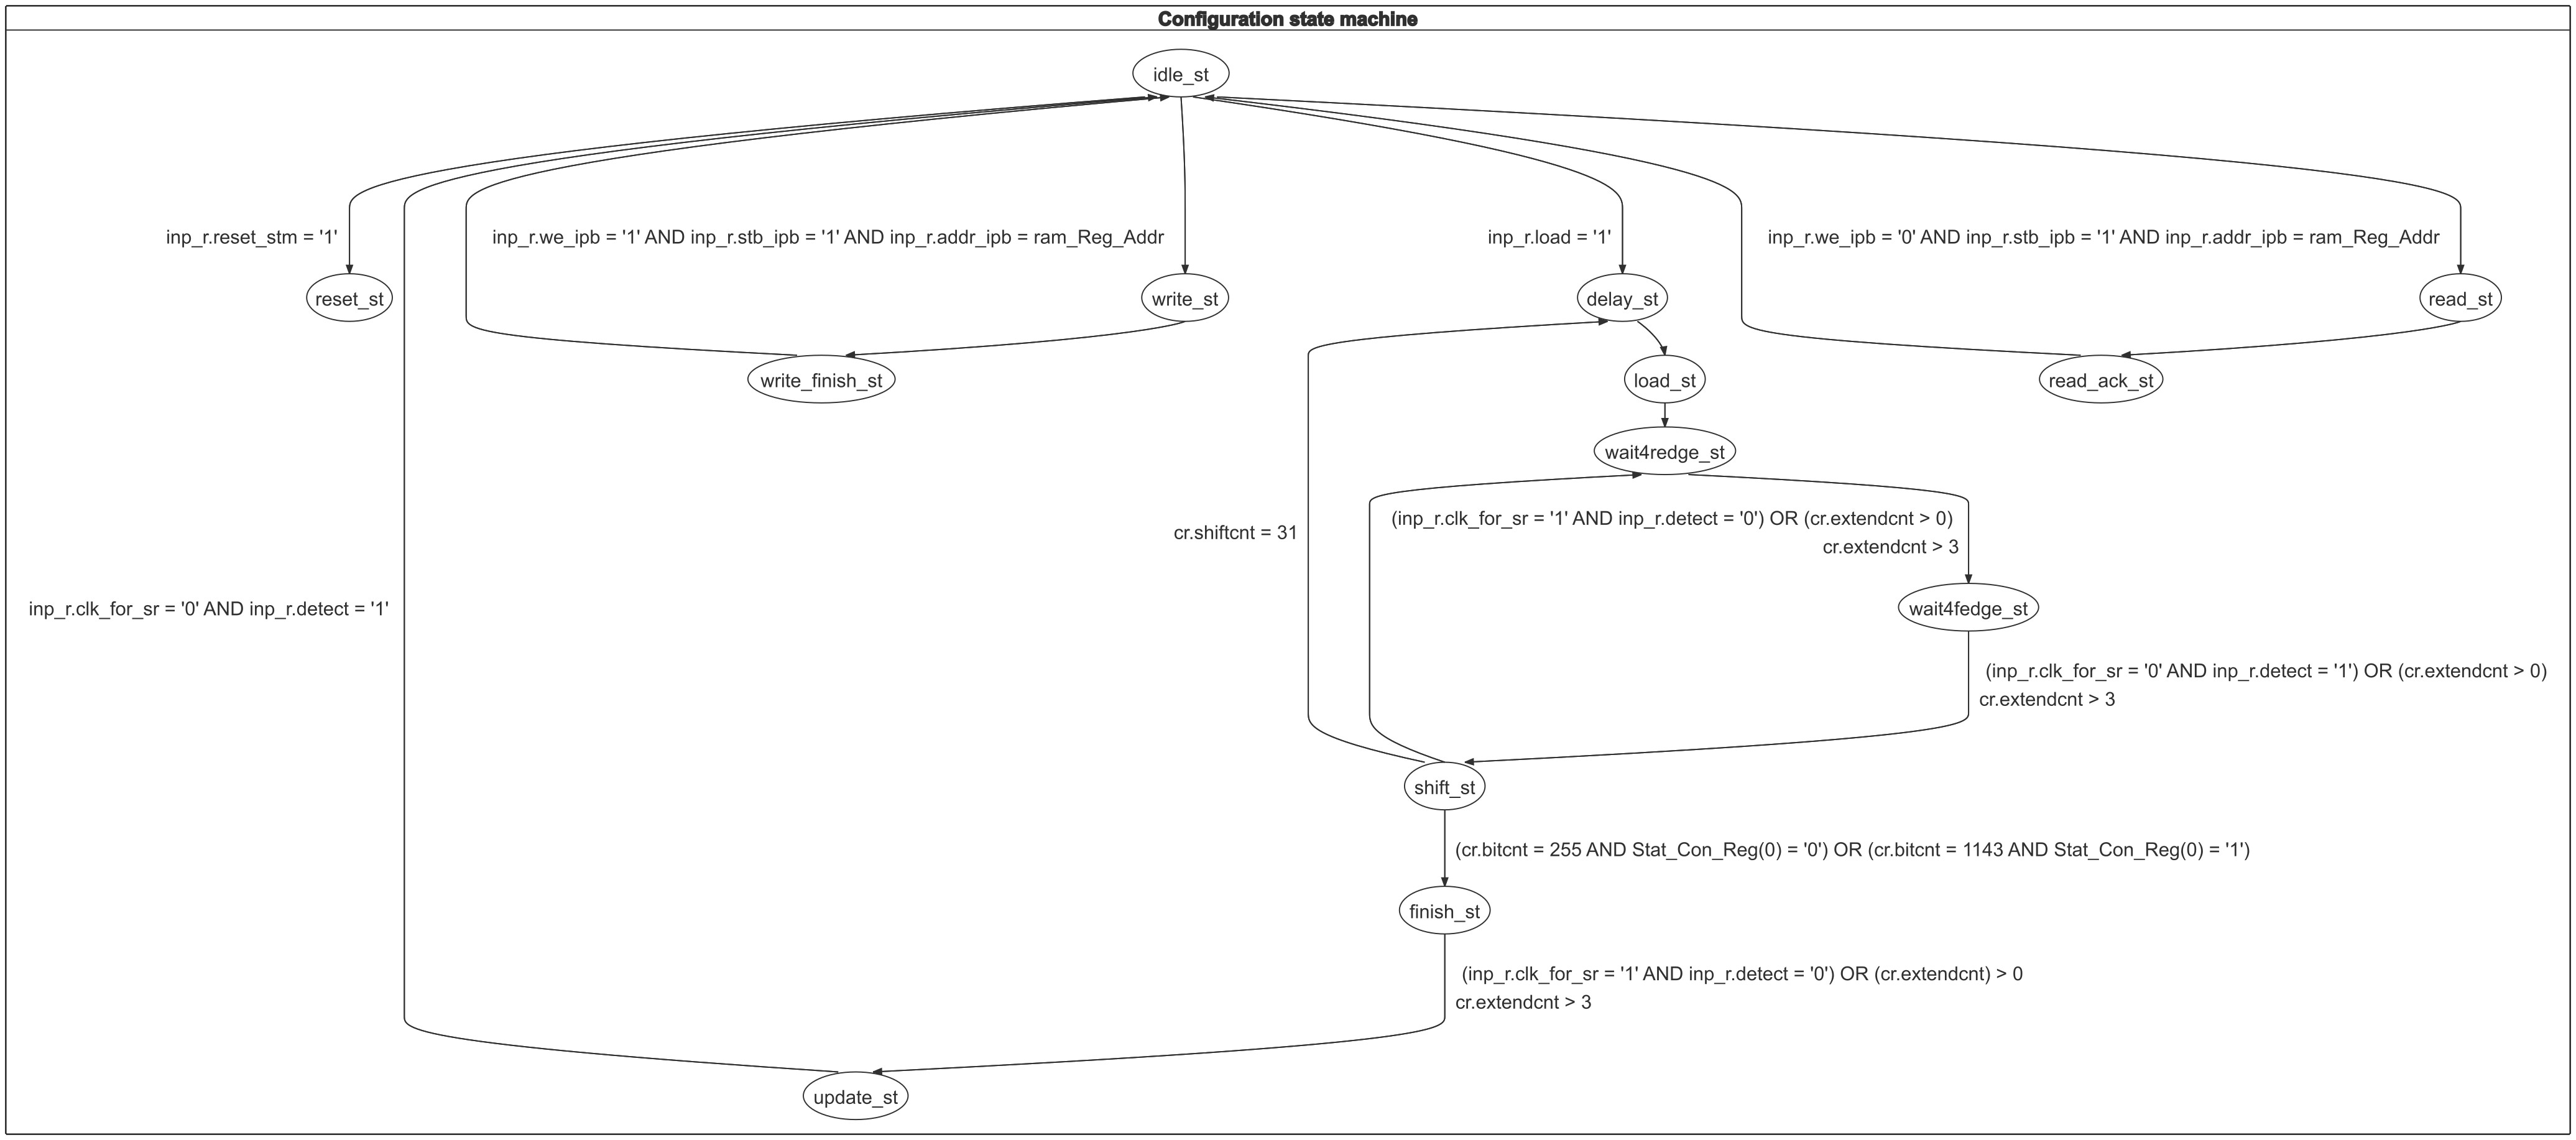 Configuration state machine
idle_st
inp_r.reset_stm = '1'
inp_r.we_ipb = '1' AND inp_r.stb_ipb = '1' AND inp_r.addr_ipb = ram_Reg_Addr
inp_r.load = '1'
inp_r.we_ipb = '0' AND inp_r.stb_ipb = '1' AND inp_r.addr_ipb = ram_Reg_Addr
reset_st
write_st
delay_st
read_st
write_finish_st
load_st
read_ack_st
wait4redge_st
cr.shiftcnt = 31
(inp_r.clk_for_sr = '1' AND inp_r.detect = '0') OR (cr.extendcnt > 0)
cr.extendcnt > 3
inp_r.clk_for_sr = '0' AND inp_r.detect = '1'
wait4fedge_st
(inp_r.clk_for_sr = '0' AND inp_r.detect = '1') OR (cr.extendcnt > 0)
cr.extendcnt > 3
shift_st
(cr.bitcnt = 255 AND Stat_Con_Reg(0) = '0') OR (cr.bitcnt = 1143 AND Stat_Con_Reg(0) = '1')
finish_st
(inp_r.clk_for_sr = '1' AND inp_r.detect = '0') OR (cr.extendcnt) > 0
cr.extendcnt > 3
update_st